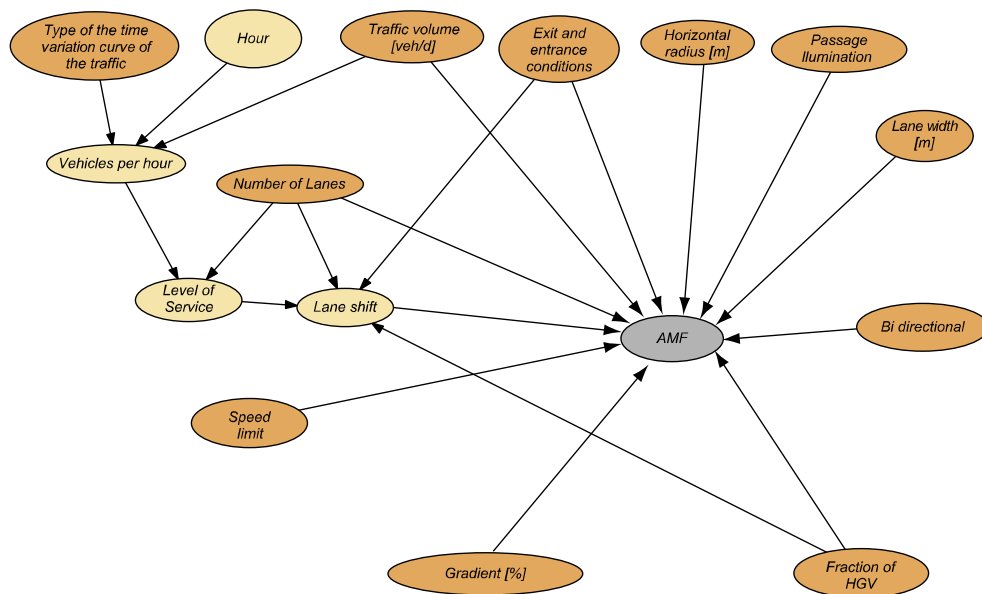 Type of the time
variation curve of
the traffic
Hour
Traffic volume
[veh/d]
Exit and
entrance
conditions
Horizontal
radius [m]
Passage
Ilumination
Lane width
[m]
Vehicles per hour
Number of Lanes
Level of
Service
Lane shift
AMF
Bi directional
Speed
limit
Gradient [%]
Fraction of
HGV